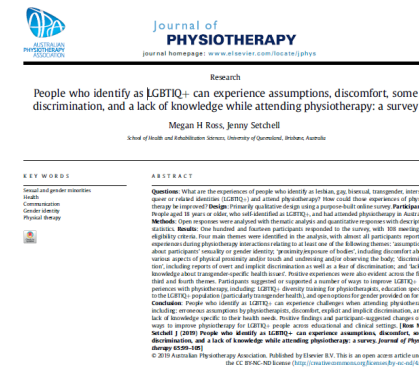 Journal of
PHYSIOTHERAPY
AUSTRALIAN
PHYSIOTHERAPY
ASSOCIATION
journal homepage: www.elsevier.com/locate/jphys
Research
People who identify as LGBTIQ+ can experience assumptions, discomfort, some
discrimination, and a lack of knowledge while attending physiotherapy: a survey
Megan H Ross, Jenny Setchell
School of Health and Rehabilitation Sciences, University of Queensland, Brisbane, Australia
KEY WORDS
Sexual and gender minorities
Health
Communication
Gender identity
Physical therapy
ABSTRACT
Questions: What are the experiences of people who identify as lesbian, gay, bisexual, transgender, inters
queer or related identities (LGBTIQ+) and attend physiotherapy? How could those experiences of phys
therapy be improved? Design: Primarily qualitative design using a purpose-built online survey. Participa
People aged 18 years or older, who self-identified as LGBTIQ+, and had attended physiotherapy in Austra
Methods: Open responses were analysed with thematic analysis and quantitative responses with descript
statistics. Results: One hundred and fourteen participants responded to the survey, with 108 meeting
eligibility criteria. Four main themes were identified in the analysis, with almost all participants report
experiences during physiotherapy interactions relating to at least one of the following themes: 'assumptio
about participants' sexuality or gender identity; 'proximity/exposure of bodies', including discomfort ab
various aspects of physical proximity and/or touch and undressing and/or observing the body; 'discrimi
tion', including reports of overt and implicit discrimination as well as a fear of discrimination; and 'lack
knowledge about transgender-specific health issues'. Positive experiences were also evident across the fi
third and fourth themes. Participants suggested or supported a number of ways to improve LGBTIQ+
periences with physiotherapy, including LGBTIQ+ diversity training for physiotherapists, education spec
to the LGBTIQ+ population (particularly transgender health), and open options for gender provided on for
Conclusion: People who identify as LGBTIQ+ can experience challenges when attending physiothera
including: erroneous assumptions by physiotherapists, discomfort, explicit and implicit discrimination, an
lack of knowledge specific to their health needs. Positive findings and participant-suggested changes o
ways to improve physiotherapy for LGBTIQ+ people across educational and clinical settings. [Ross M
Setchell J (2019) People who identify as LGBTIQ+ can experience assumptions, discomfort, som
discrimination, and a lack of knowledge while attending physiotherapy: a survey. Journal of Phys
therapy 65:99–105]
© 2019 Australian Physiotherapy Association. Published by Elsevier B.V. This is an open access article un
the CC BY-NC-ND license (http://creativecommons.org/licenses/by-nc-nd/4